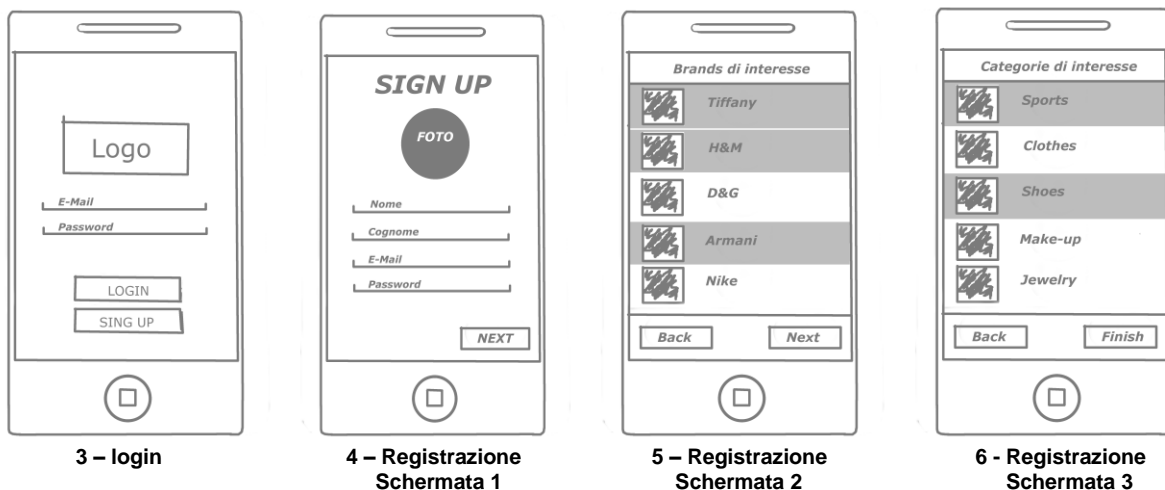 Logo
E-Mail
Password
LOGIN
SING UP
3 – login
SIGN UP
FOTO
Nome
Cognome
E-Mail
Password
NEXT
4 – Registrazione
Schermata 1
Brands di interesse
Tiffany
H&M
D&G
Armani
Nike
Back
Next
5 – Registrazione
Schermata 2
Categorie di interesse
Sports
Clothes
Shoes
Make-up
Jewelry
Back
Finish
6 - Registrazione
Schermata 3